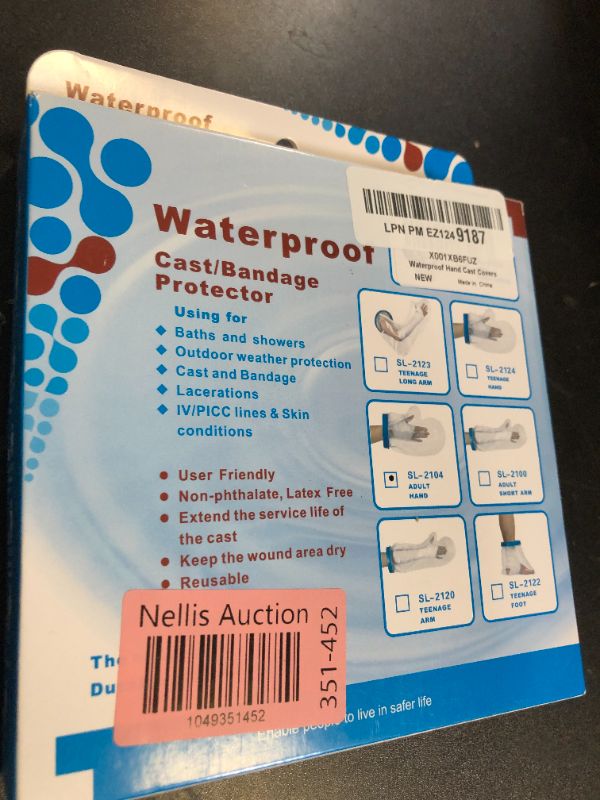 Waterproof
LPN PM EZ1249187
X001XB6FUZ
Waterproof Hand Cast Covers
NEW
Made in China
Waterproof
Cast/Bandage
Protector
Using for
Baths and showers
Outdoor weather protection
Cast and Bandage
Lacerations
IV/PICC lines & Skin
conditions
SL-2123
TEENAGE
LONG ARM
SL-2124
TEENAGE
HAND
SL-2104
ADULT
HAND
SL-2100
ADULT
SHORT ARM
SL-2120
TEENAGE
ARM
SL-2122
TEENAGE
FOOT
User Friendly
Non-phthalate, Latex Free
Extend the service life of
the cast
Keep the wound area dry
Reusable
Nellis Auction
351-452
1049351452
Enable people to live in safer life